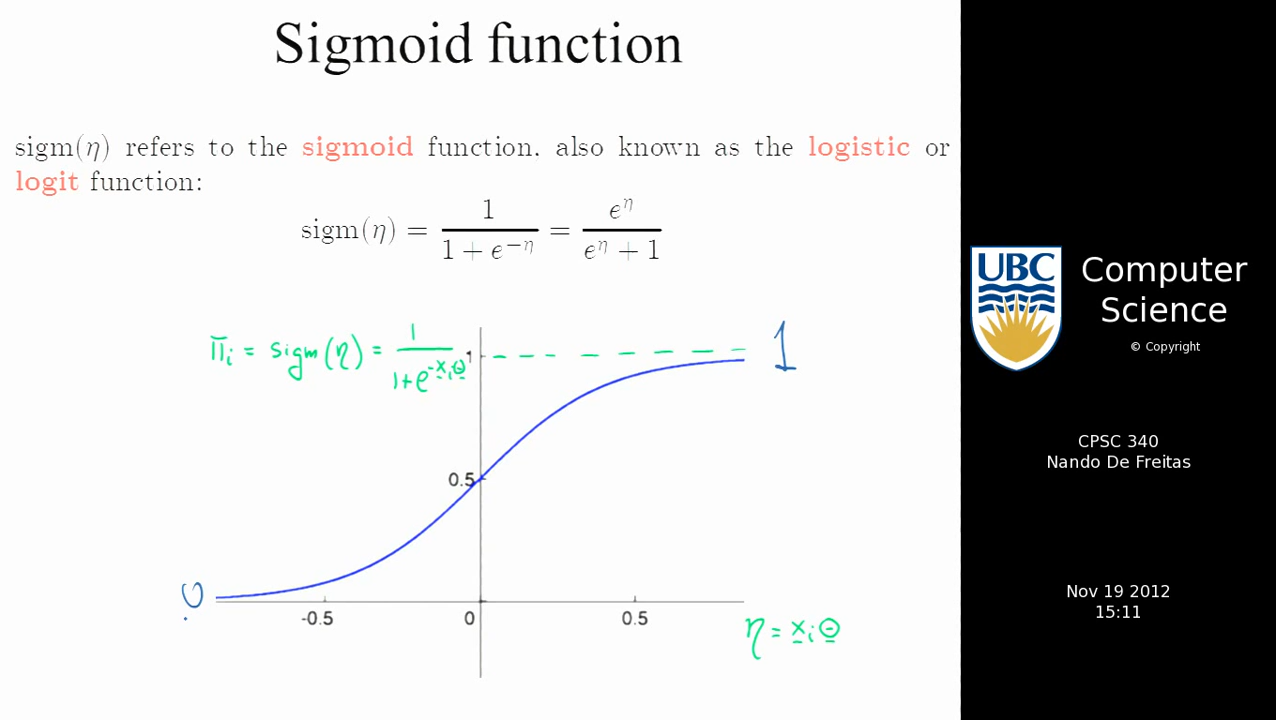 Sigmoid function
sigm(η) refers to the sigmoid function. also known as the logistic or
logit function:
sigm(η) = 1 / (1 + e^{−η}) = e^η / (e^η + 1)
πᵢ = sigm(η) = 1 / (1+e^{-xᵢθ})
1
1
0.5
0
-0.5
0
0.5
η = xᵢθ
UBC
Computer
Science
© Copyright
CPSC 340
Nando De Freitas
Nov 19 2012
15:11